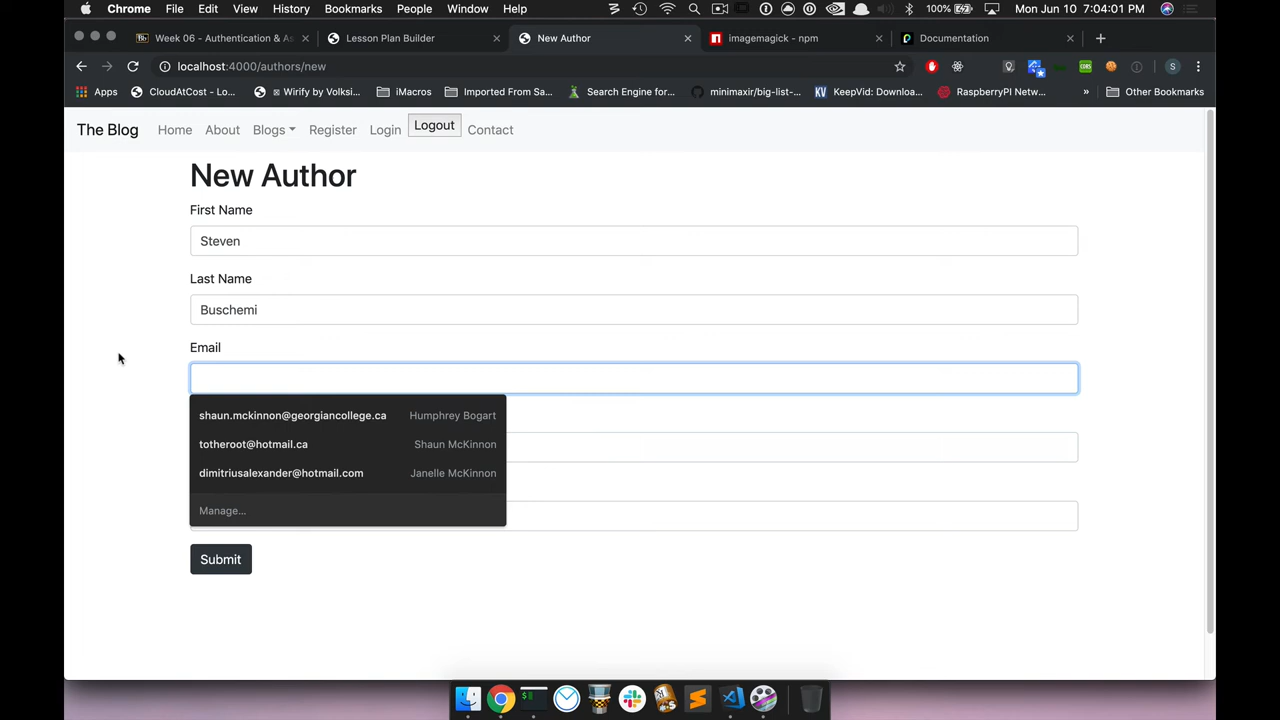 Chrome File Edit View History Bookmarks People Window Help 100% Mon Jun 10 7:04:01 PM
Week 06 - Authentication & As Lesson Plan Builder New Author imagemagick - npm Documentation
localhost:4000/authors/new
Apps CloudAtCost - Lo... Wirify by Volksi... iMacros Imported From Sa... Search Engine for... minimaxir/big-list-... KeepVid: Downloa... RaspberryPI Netw... » Other Bookmarks
The Blog Home About Blogs Register Login Logout Contact
New Author
First Name
Steven
Last Name
Buschemi
Email
shaun.mckinnon@georgiancollege.ca Humphrey Bogart
totheroot@hotmail.ca Shaun McKinnon
dimitriusalexander@hotmail.com Janelle McKinnon
Manage...
Submit